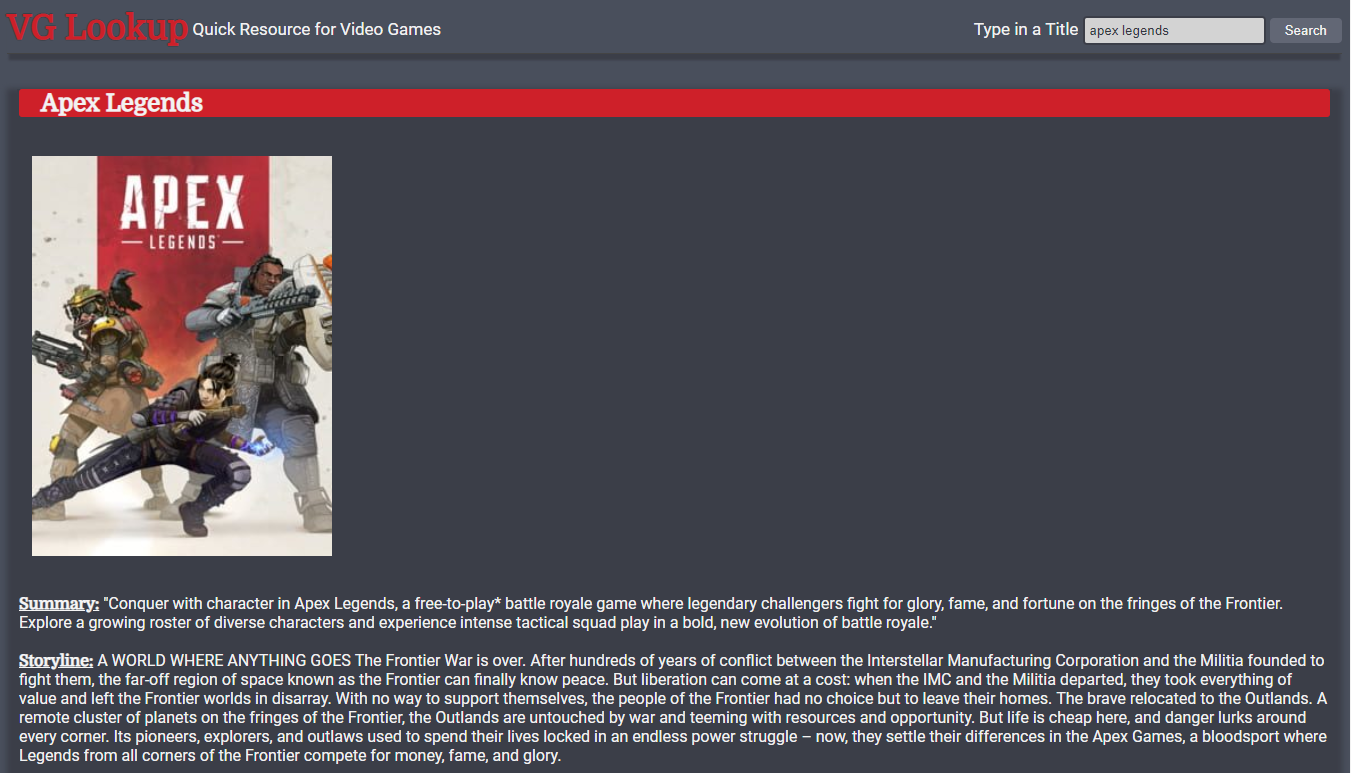 VG Lookup Quick Resource for Video Games Type in a Title apex legends Search
Apex Legends
APEX
LEGENDS
Summary: "Conquer with character in Apex Legends, a free-to-play* battle royale game where legendary challengers fight for glory, fame, and fortune on the fringes of the Frontier.
Explore a growing roster of diverse characters and experience intense tactical squad play in a bold, new evolution of battle royale."
Storyline: A WORLD WHERE ANYTHING GOES The Frontier War is over. After hundreds of years of conflict between the Interstellar Manufacturing Corporation and the Militia founded to
fight them, the far-off region of space known as the Frontier can finally know peace. But liberation can come at a cost: when the IMC and the Militia departed, they took everything of
value and left the Frontier worlds in disarray. With no way to support themselves, the people of the Frontier had no choice but to leave their homes. The brave relocated to the Outlands. A
remote cluster of planets on the fringes of the Frontier, the Outlands are untouched by war and teeming with resources and opportunity. But life is cheap here, and danger lurks around
every corner. Its pioneers, explorers, and outlaws used to spend their lives locked in an endless power struggle – now, they settle their differences in the Apex Games, a bloodsport where
Legends from all corners of the Frontier compete for money, fame, and glory.